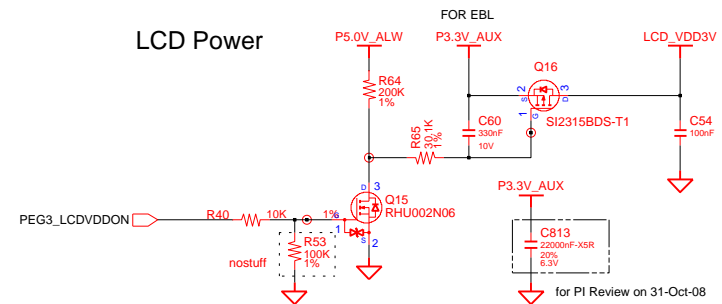 FOR EBL
LCD Power
P5.0V_ALW
P3.3V_AUX
LCD_VDD3V
Q16
R64
200K
1%
2
S
3
D
1
G
SI2315BDS-T1
R65
30.1K
1%
C60
330nF
10V
C54
100nF
D
3
Q15
RHU002N06
PEG3_LCDVDDON
R40
10K
1%
G
1
S
2
R53
100K
1%
nostuff
P3.3V_AUX
C813
22000nF-X5R
20%
6.3V
for PI Review on 31-Oct-08